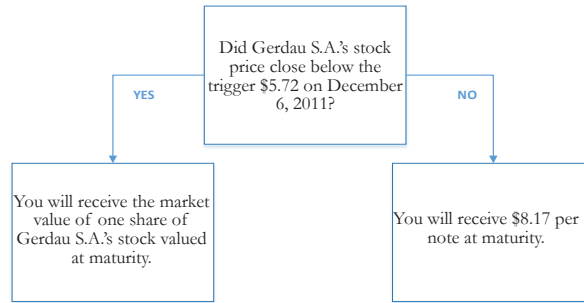 Did Gerdau S.A.'s stock
price close below the
trigger $5.72 on December
6, 2011?
YES
NO
You will receive the market
value of one share of
Gerdau S.A.'s stock valued
at maturity.
You will receive $8.17 per
note at maturity.